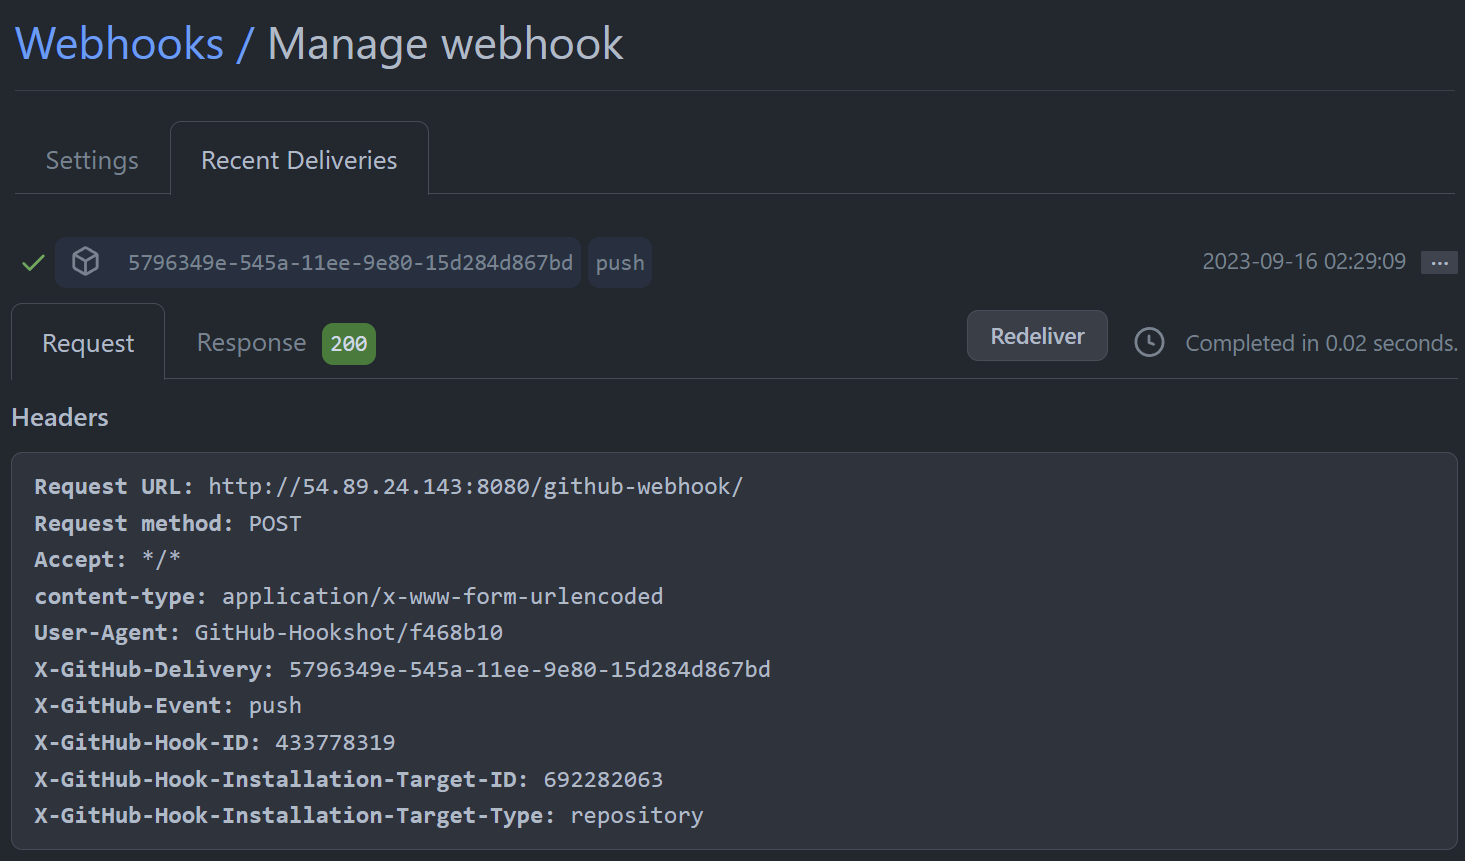 Webhooks / Manage webhook
Settings
Recent Deliveries
5796349e-545a-11ee-9e80-15d284d867bd push 2023-09-16 02:29:09 ...
Request
Response 200
Redeliver
Completed in 0.02 seconds.
Headers
Request URL: http://54.89.24.143:8080/github-webhook/
Request method: POST
Accept: */*
content-type: application/x-www-form-urlencoded
User-Agent: GitHub-Hookshot/f468b10
X-GitHub-Delivery: 5796349e-545a-11ee-9e80-15d284d867bd
X-GitHub-Event: push
X-GitHub-Hook-ID: 433778319
X-GitHub-Hook-Installation-Target-ID: 692282063
X-GitHub-Hook-Installation-Target-Type: repository